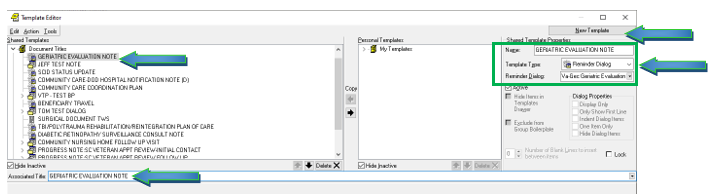 Template Editor
Edit Action Tools
New Template
Shared Templates
Personal Templates
Shared Template Properties
Document Titles
GERIATRIC EVALUATION NOTE
JEFF TEST NOTE
SCID STATUS UPDATE
COMMUNITY CARE-DOD HOSPITAL NOTIFICATION NOTE (D)
COMMUNITY CARE COORDINATION PLAN
VTP - TEST BP
BENEFICIARY TRAVEL
TDM TEST DIALOG
SURGICAL DOCUMENT TWS
TBI/POLYTRAUMA REHABILITATION/REINTEGRATION PLAN OF CARE
DIABETIC RETINOPATHY SURVEILLANCE CONSULT NOTE
COMMUNITY NURSING HOME FOLLOW UP VISIT
PROGRESS NOTE SC VETERAN APPT REVIEW-INITIAL CONTACT
PROGRESS NOTE SC VETERAN APPT REVIEW FOLLOW UP
Copy
My Templates
Name: GERIATRIC EVALUATION NOTE
Template Type: Reminder Dialog
Reminder Dialog: Va-Gec Geriatric Evaluation
Active
Hide Items in Templates Drawer
Exclude from Group Boilerplate
Dialog Properties
Display Only
Only Show First Line
Indent Dialog Items
One Item Only
Hide Dialog Items
0 Number of Blank Lines to insert between items
Lock
Hide Inactive
Delete
Hide Inactive
Delete
Associated Title: GERIATRIC EVALUATION NOTE